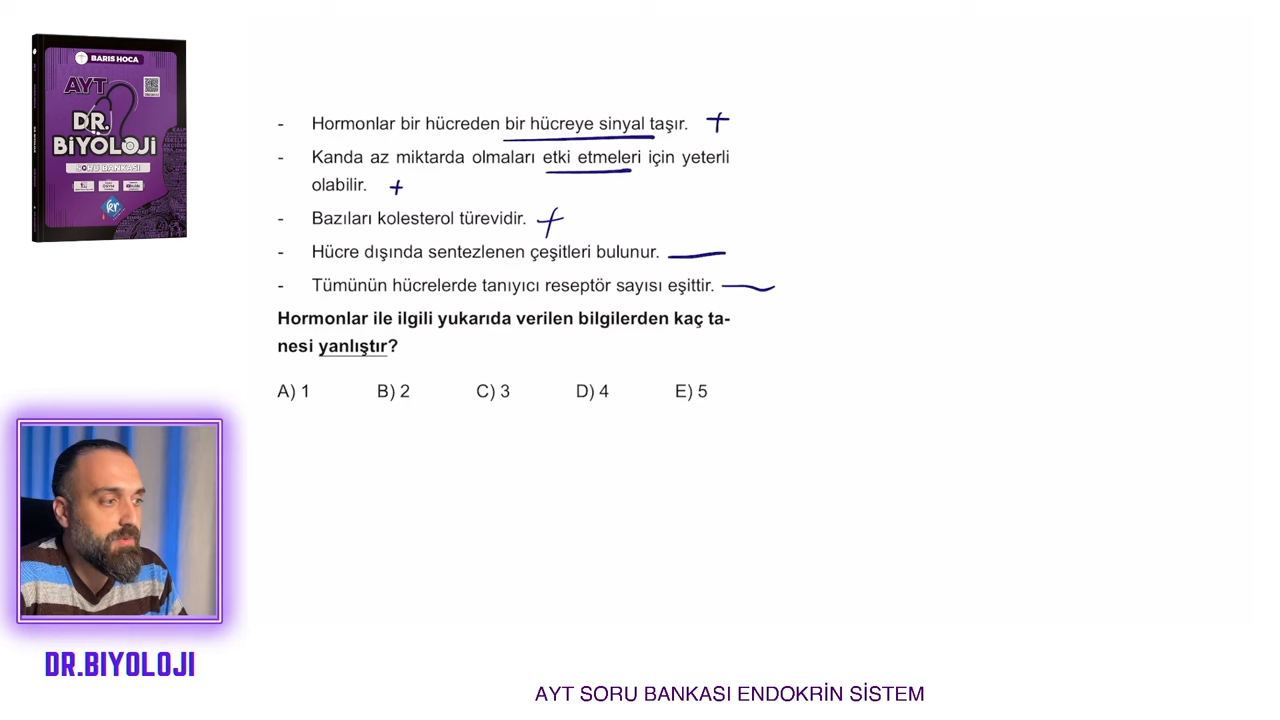 BARIS HOCA
AYT
DR.
BiYOLOJi
SORU BANKASI
- Hormonlar bir hücreden bir hücreye sinyal taşır. +
- Kanda az miktarda olmaları etki etmeleri için yeterli
olabilir. +
- Bazıları kolesterol türevidir. +
- Hücre dışında sentezlenen çeşitleri bulunur. —
- Tümünün hücrelerde tanıyıcı reseptör sayısı eşittir. —
Hormonlar ile ilgili yukarıda verilen bilgilerden kaç ta-
nesi yanlıştır?
A) 1 B) 2 C) 3 D) 4 E) 5
DR.BIYOLOJI
AYT SORU BANKASI ENDOKRİN SİSTEM